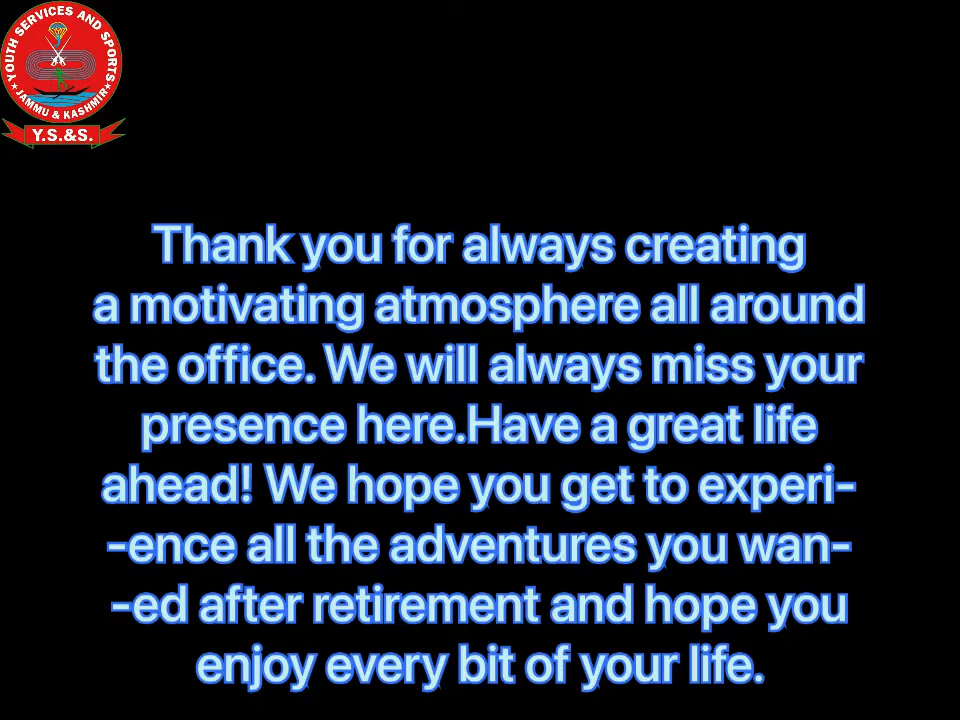 YOUTH SERVICES AND SPORTS
JAMMU & KASHMIR
Y.S.&S.
Thank you for always creating
a motivating atmosphere all around
the office. We will always miss your
presence here.Have a great life
ahead! We hope you get to experi-
-ence all the adventures you wan-
-ed after retirement and hope you
enjoy every bit of your life.